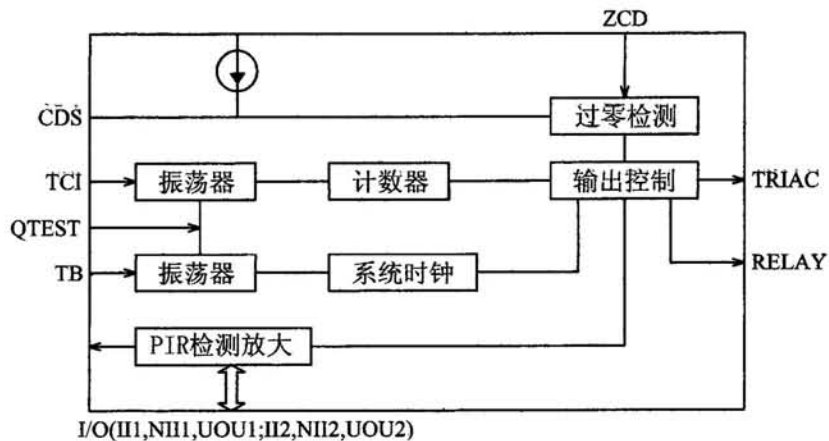 ZCD
CDS
过零检测
TCI
振荡器
计数器
输出控制
TRIAC
QTEST
TB
振荡器
系统时钟
RELAY
PIR检测放大
I/O(II1,NII1,UOU1;II2,NII2,UOU2)